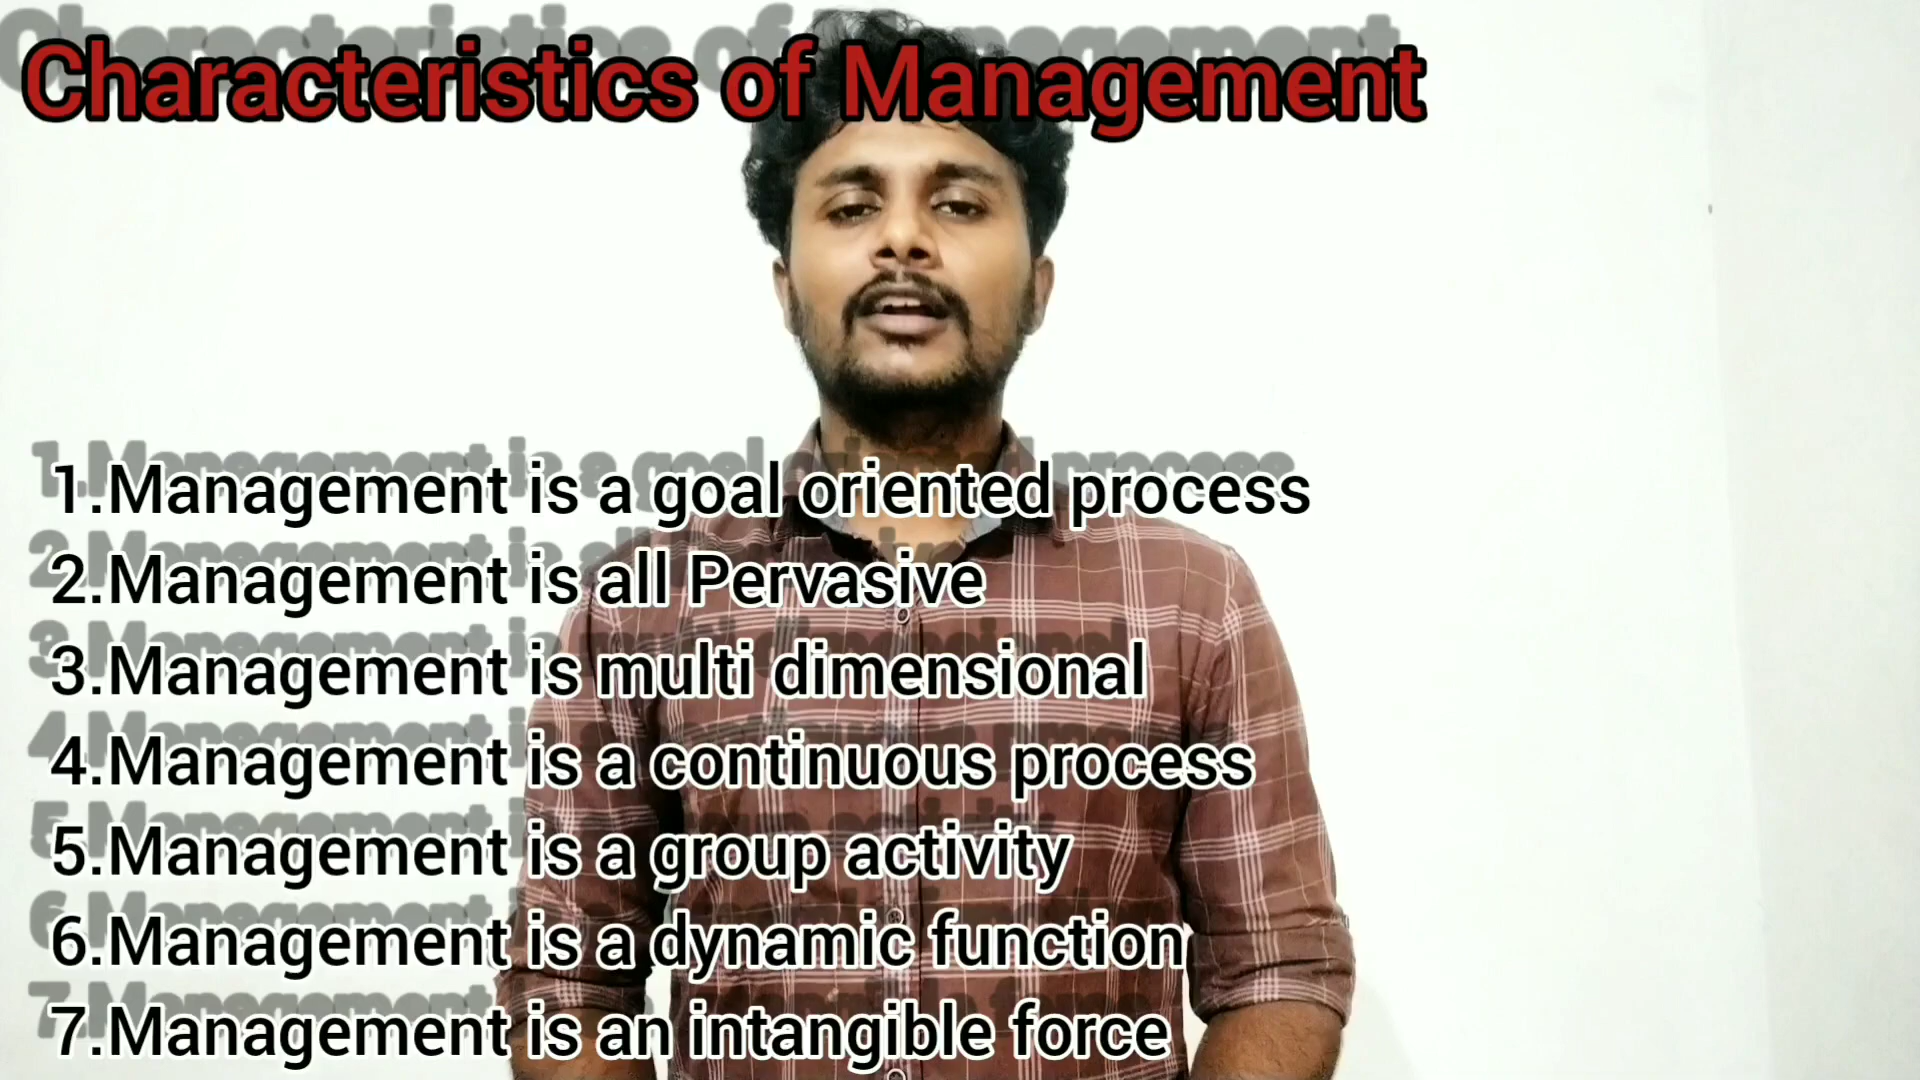 Characteristics of Management
1.Management is a goal oriented process
2.Management is all Pervasive
3.Management is multi dimensional
4.Management is a continuous process
5.Management is a group activity
6.Management is a dynamic function
7.Management is an intangible force